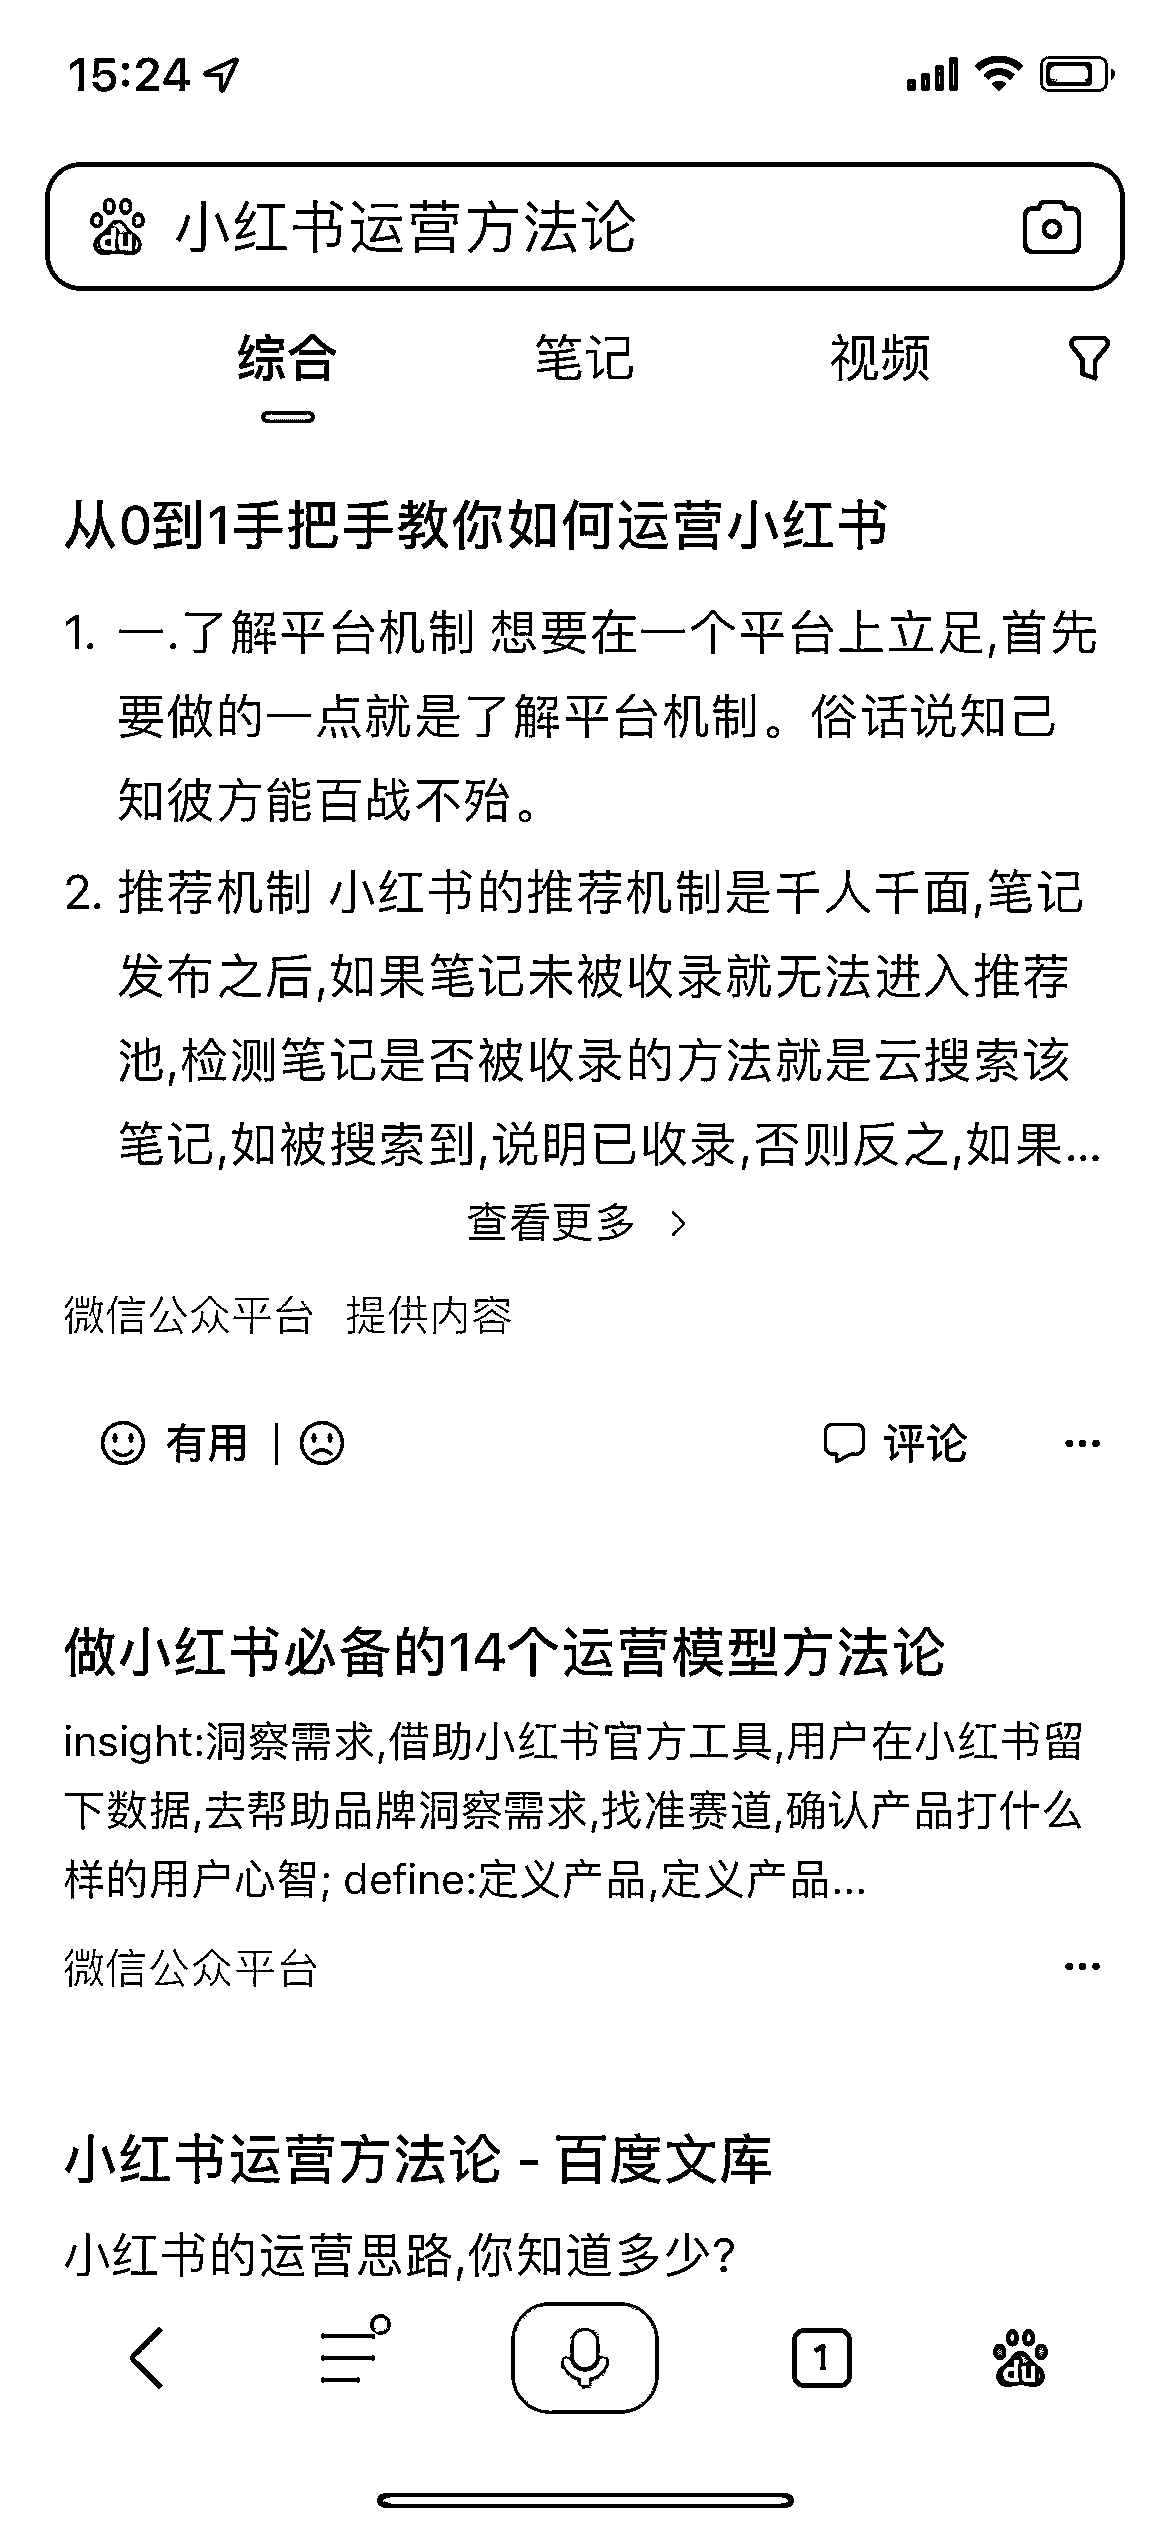 15:24
小红书运营方法论
综合 笔记 视频
从0到1手把手教你如何运营小红书
1. 一.了解平台机制 想要在一个平台上立足,首先
要做的一点就是了解平台机制。俗话说知己
知彼方能百战不殆。
2. 推荐机制 小红书的推荐机制是千人千面,笔记
发布之后,如果笔记未被收录就无法进入推荐
池,检测笔记是否被收录的方法就是云搜索该
笔记,如被搜索到,说明已收录,否则反之,如果...
查看更多 >
微信公众平台 提供内容
有用 | 评论 ...
做小红书必备的14个运营模型方法论
insight:洞察需求,借助小红书官方工具,用户在小红书留
下数据,去帮助品牌洞察需求,找准赛道,确认产品打什么
样的用户心智; define:定义产品,定义产品...
微信公众平台 ...
小红书运营方法论 - 百度文库
小红书的运营思路,你知道多少?
1 du